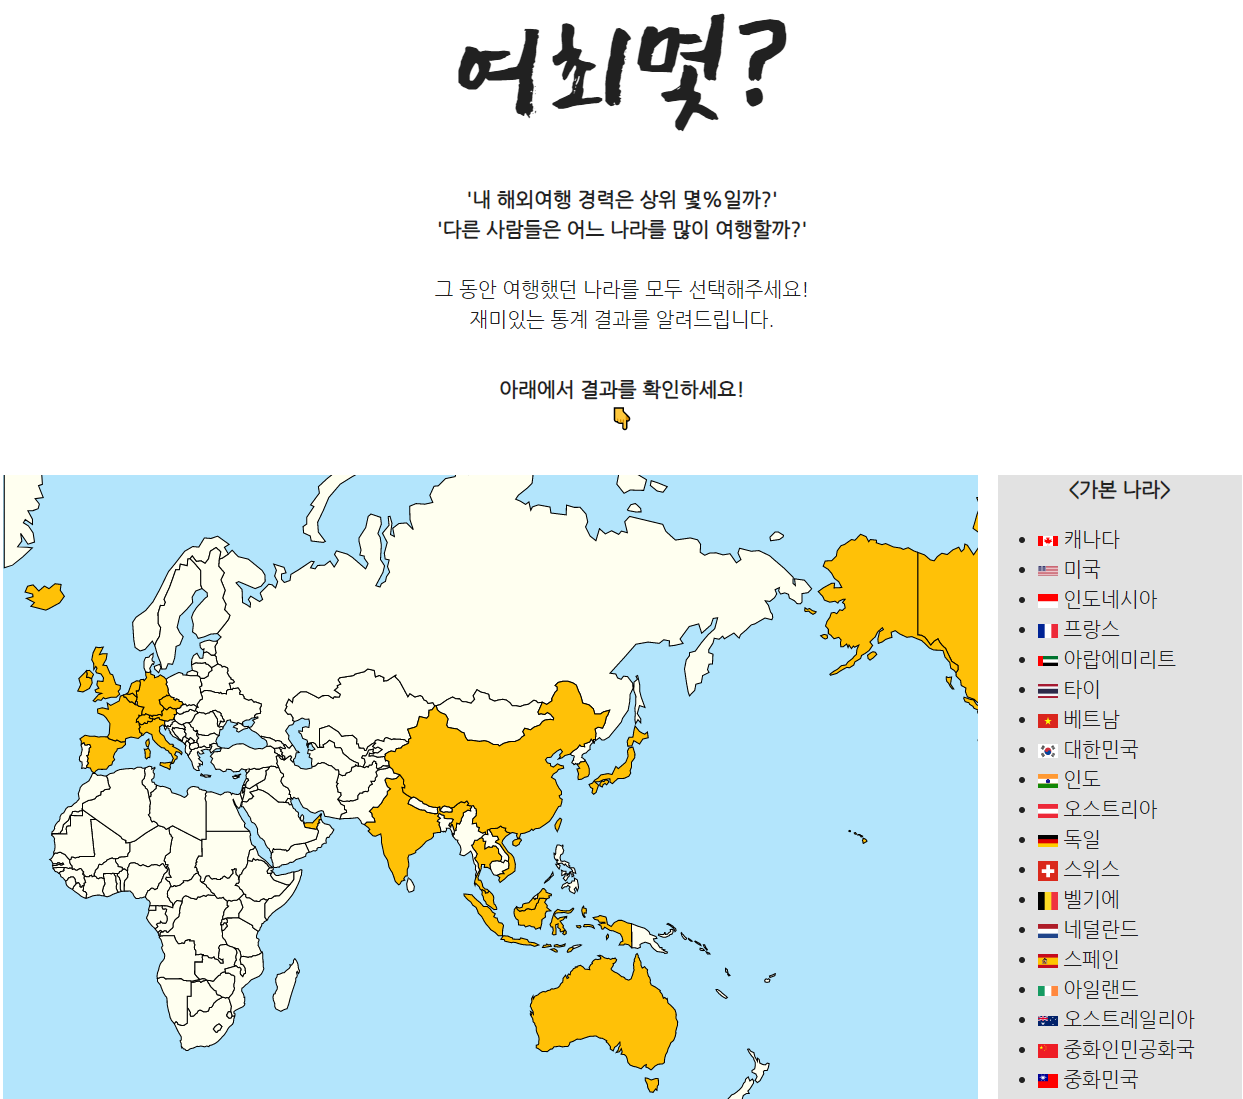 여최몇?
'내 해외여행 경력은 상위 몇%일까?'
'다른 사람들은 어느 나라를 많이 여행할까?'
그 동안 여행했던 나라를 모두 선택해주세요!
재미있는 통계 결과를 알려드립니다.
아래에서 결과를 확인하세요!
<가본 나라>
캐나다
미국
인도네시아
프랑스
아랍에미리트
타이
베트남
대한민국
인도
오스트리아
독일
스위스
벨기에
네덜란드
스페인
아일랜드
오스트레일리아
중화인민공화국
중화민국